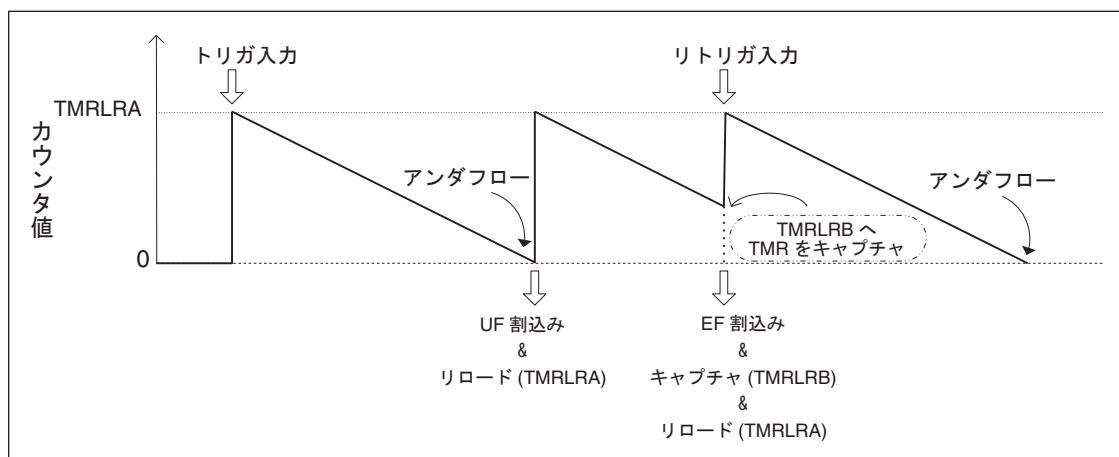 トリガ入力
リトリガ入力
TMRLRA
カウンタ値
アンダフロー
アンダフロー
TMRLRB へ
TMR をキャプチャ
0
UF 割込み
&
リロード (TMRLRA)
EF 割込み
&
キャプチャ (TMRLRB)
&
リロード (TMRLRA)